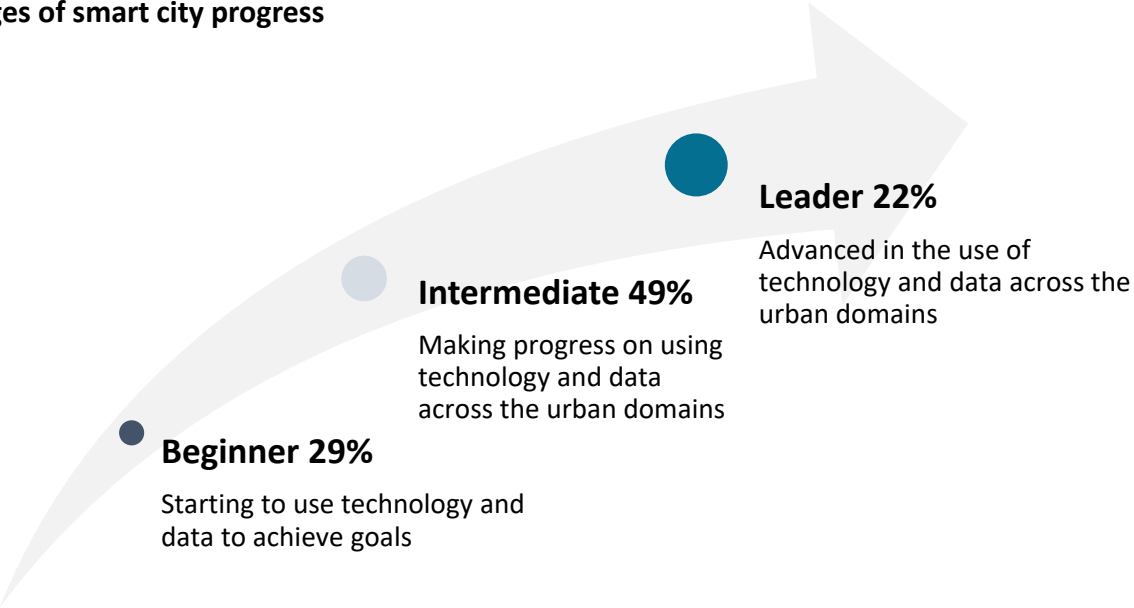 ges of smart city progress
Leader 22%
Advanced in the use of
technology and data across the
urban domains
Intermediate 49%
Making progress on using
technology and data
across the urban domains
Beginner 29%
Starting to use technology and
data to achieve goals